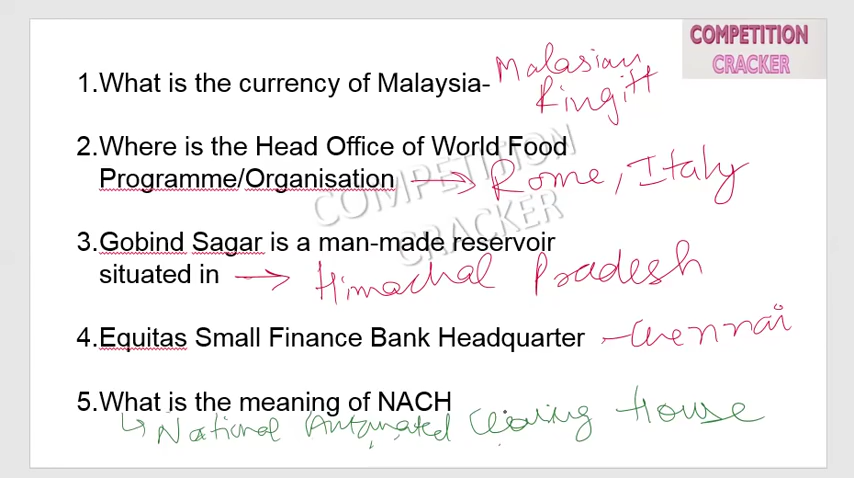 COMPETITION
CRACKER
1.What is the currency of Malaysia- Malasian
Ringitt
2.Where is the Head Office of World Food
Programme/Organisation → Rome, Italy
3.Gobind Sagar is a man-made reservoir
situated in → Himachal Pradesh
4.Equitas Small Finance Bank Headquarter - Chennai
5.What is the meaning of NACH
↳ National Automated Clearing House
COMPETITION
CRACKER